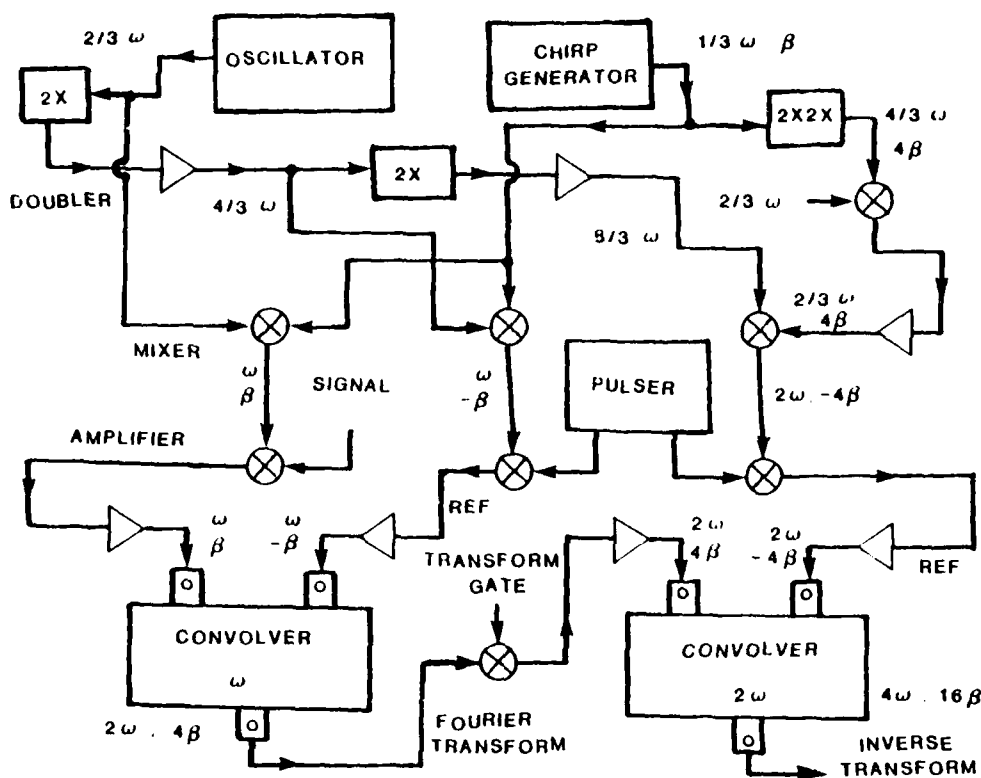 2/3 ω
OSCILLATOR
CHIRP
GENERATOR
1/3 ω β
2X
2X2X
4/3 ω
4β
DOUBLER
4/3 ω
2X
2/3 ω
8/3 ω
2/3 ω
4β
MIXER
ω
β
SIGNAL
ω
-β
PULSER
2ω . -4β
AMPLIFIER
REF
ω
β
ω
-β
TRANSFORM
GATE
2ω
4β
2ω
-4β
REF
CONVOLVER
ω
CONVOLVER
2ω
2ω . 4β
4ω . 16β
FOURIER
TRANSFORM
INVERSE
TRANSFORM